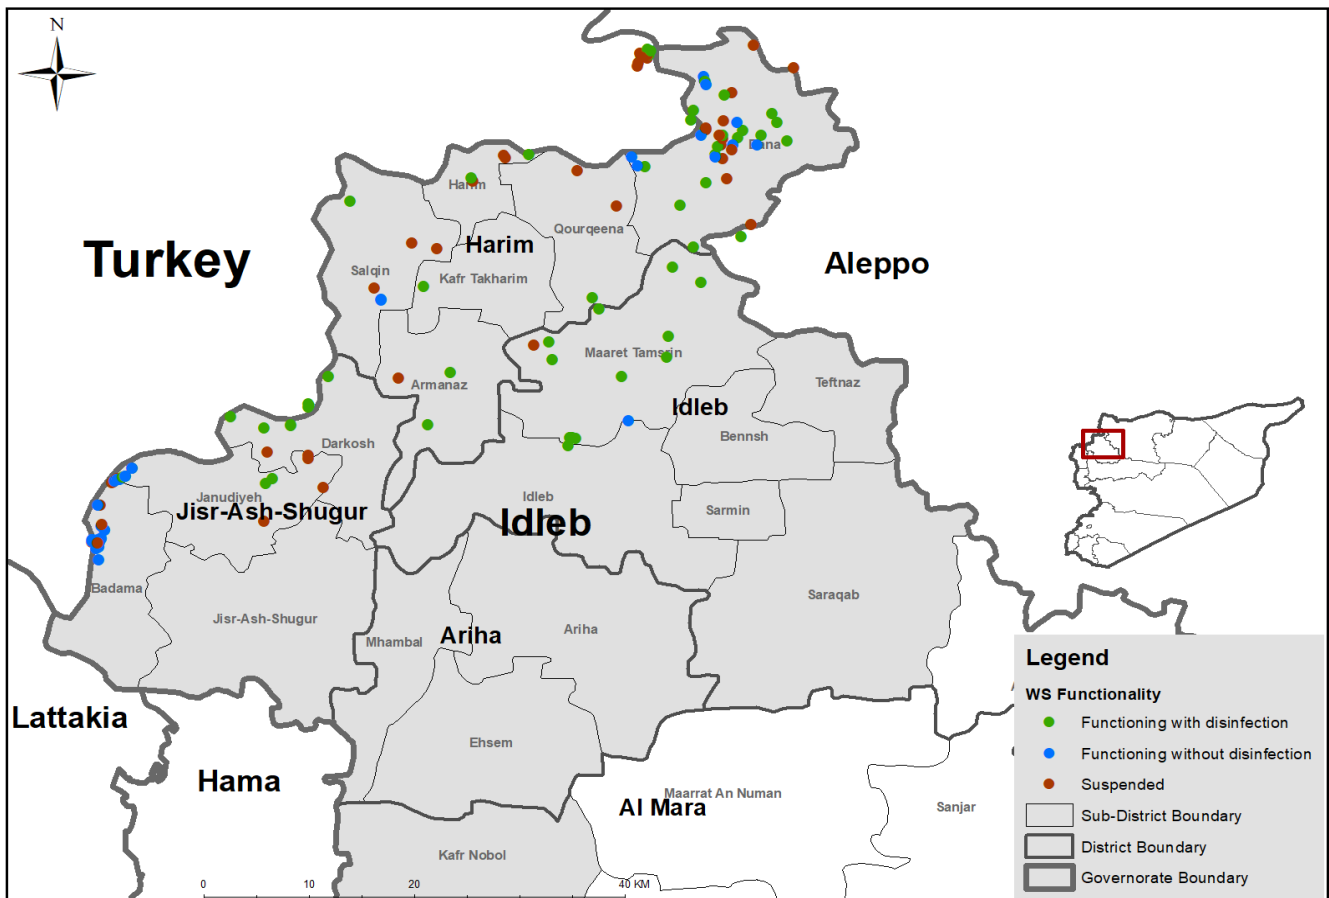 N
Dana
Harim
Qourqeena
Harim
Turkey
Salqin
Kafr Takharim
Aleppo
Maaret Tamsrin
Armanaz
Teftnaz
Idleb
Bennsh
Darkosh
Janudiyeh
Jisr-Ash-Shugur
Idleb
Idleb
Sarmin
Badama
Saraqab
Jisr-Ash-Shugur
Mhambal
Ariha
Ariha
Lattakia
Ehsem
Hama
Maarrat An Numan
Al Mara
Sanjar
Kafr Nobol
0 10 20 40 KM
Legend
WS Functionality
Functioning with disinfection
Functioning without disinfection
Suspended
Sub-District Boundary
District Boundary
Governorate Boundary